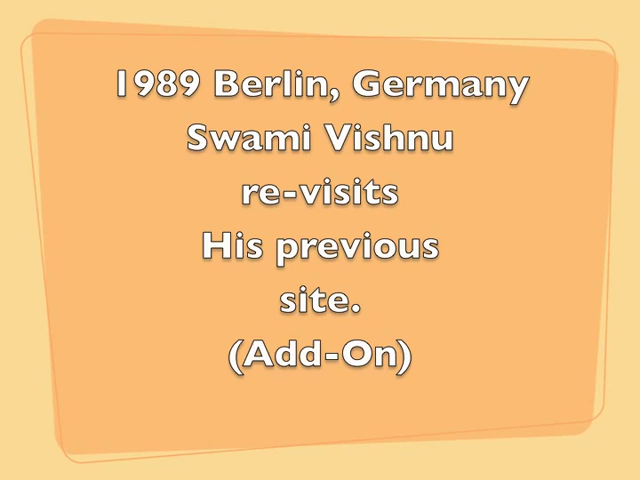 1989 Berlin, Germany
Swami Vishnu
re-visits
His previous
site.
(Add-On)